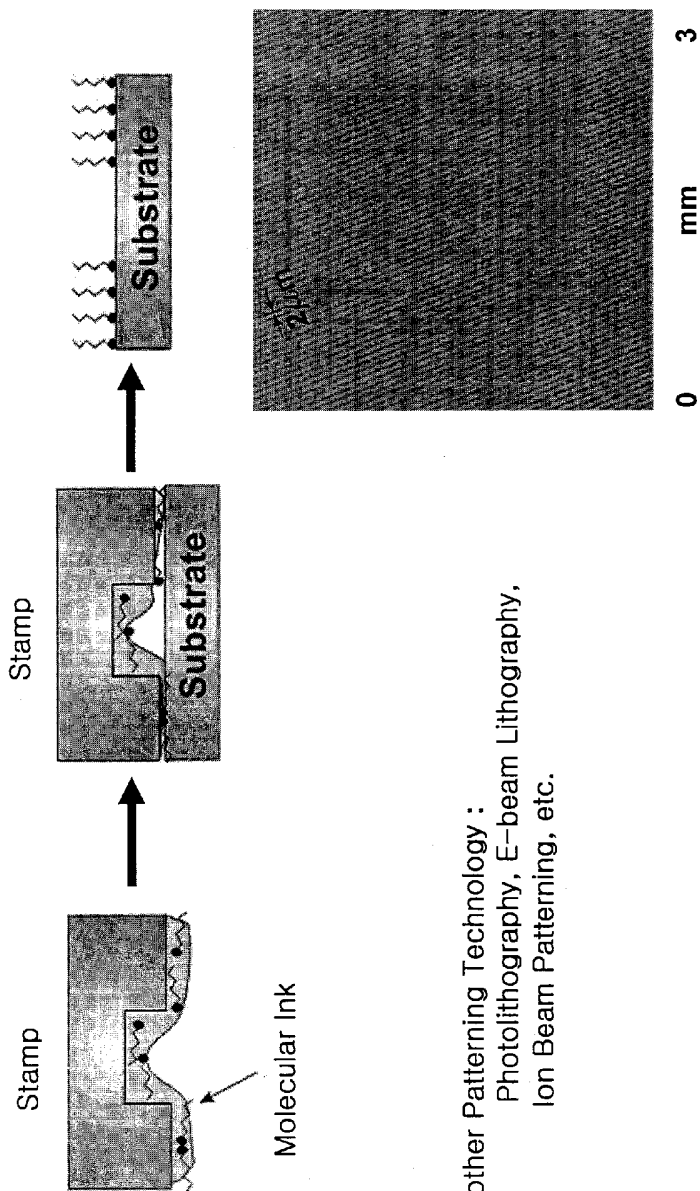 Stamp
Molecular Ink
Stamp
Substrate
Substrate
2μm
0 mm 3
other Patterning Technology :
Photolithography, E-beam Lithography,
Ion Beam Patterning, etc.